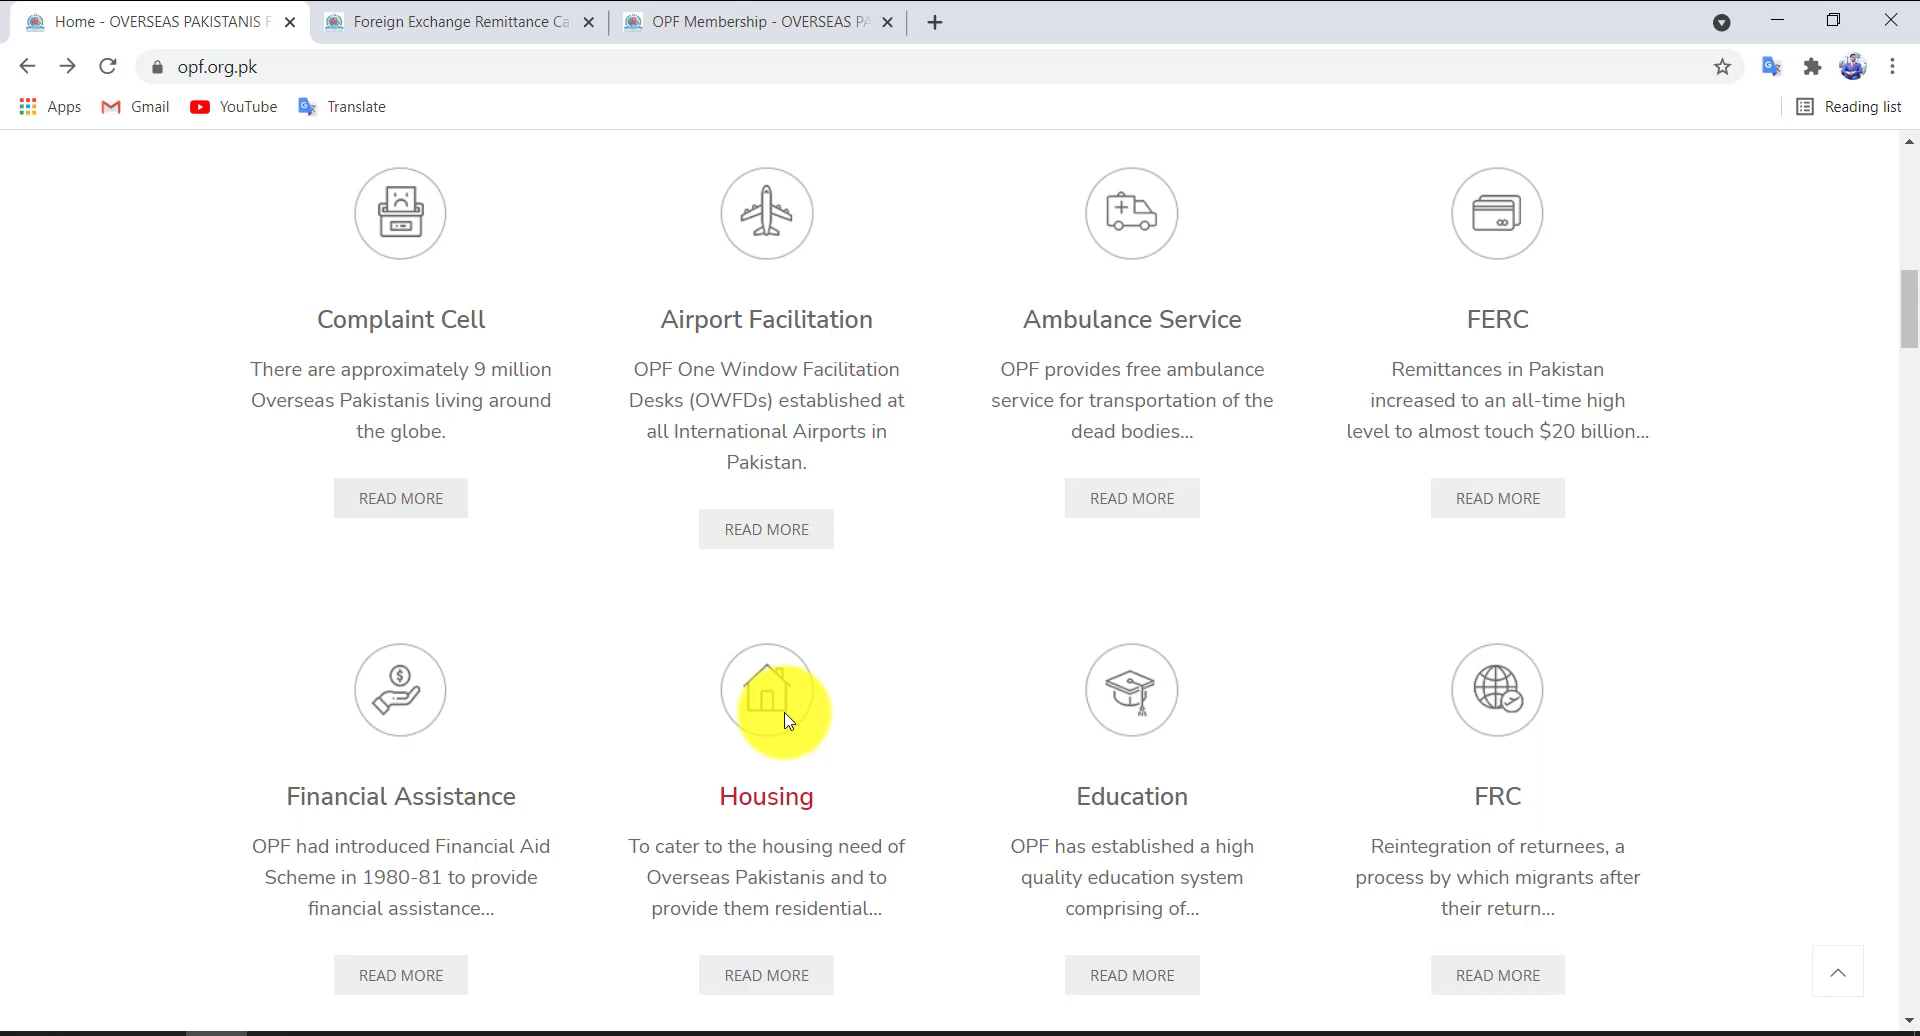 Home - OVERSEAS PAKISTANIS F
Foreign Exchange Remittance Ca
OPF Membership - OVERSEAS PA
opf.org.pk
Apps
Gmail
YouTube
Translate
Reading list
Complaint Cell
There are approximately 9 million
Overseas Pakistanis living around
the globe.
READ MORE
Airport Facilitation
OPF One Window Facilitation
Desks (OWFDs) established at
all International Airports in
Pakistan.
READ MORE
Ambulance Service
OPF provides free ambulance
service for transportation of the
dead bodies...
READ MORE
FERC
Remittances in Pakistan
increased to an all-time high
level to almost touch $20 billion...
READ MORE
Financial Assistance
OPF had introduced Financial Aid
Scheme in 1980-81 to provide
financial assistance...
READ MORE
Housing
To cater to the housing need of
Overseas Pakistanis and to
provide them residential...
READ MORE
Education
OPF has established a high
quality education system
comprising of...
READ MORE
FRC
Reintegration of returnees, a
process by which migrants after
their return...
READ MORE